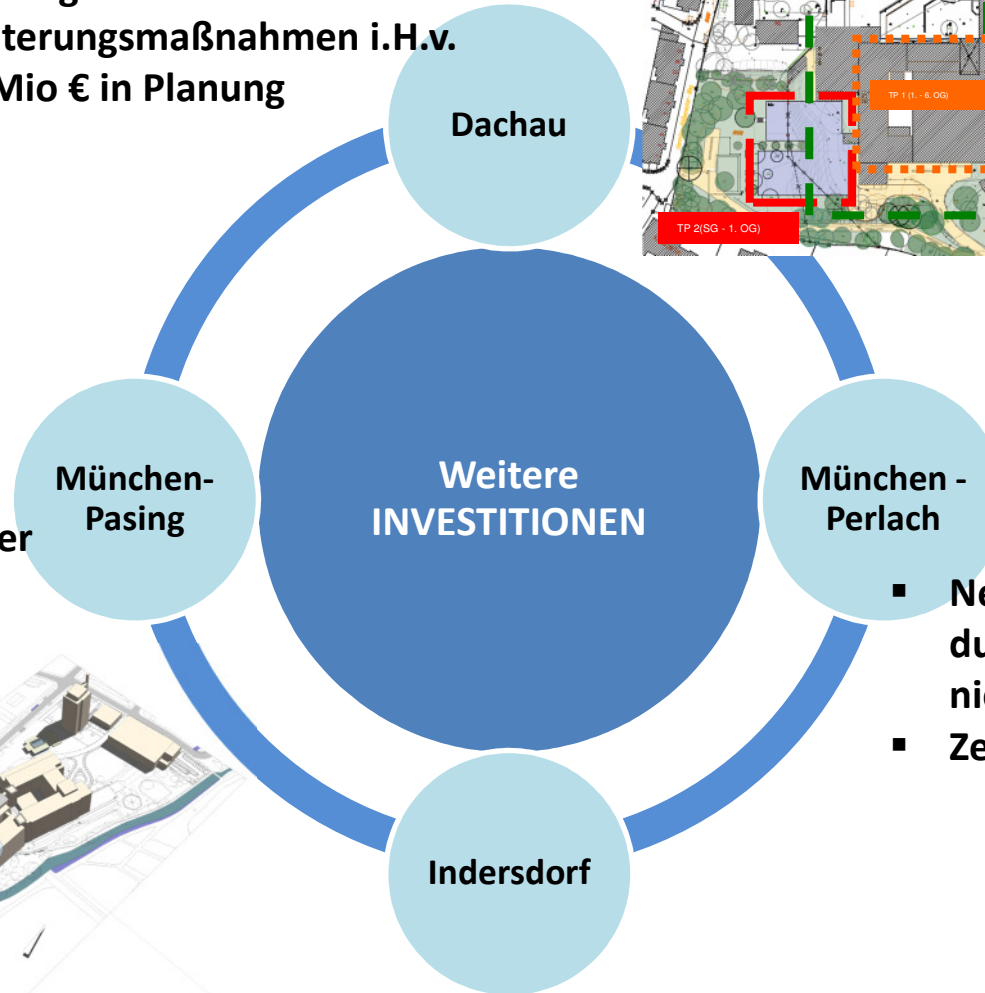 terungsmaßnahmen i.H.v.
Mio € in Planung
Dachau
TP 1 (1. - 6. OG)
TP 2(SG - 1. OG)
München-
Pasing
er
Weitere
INVESTITIONEN
München -
Perlach
▪ Ne
du
nie
▪ Ze
Indersdorf